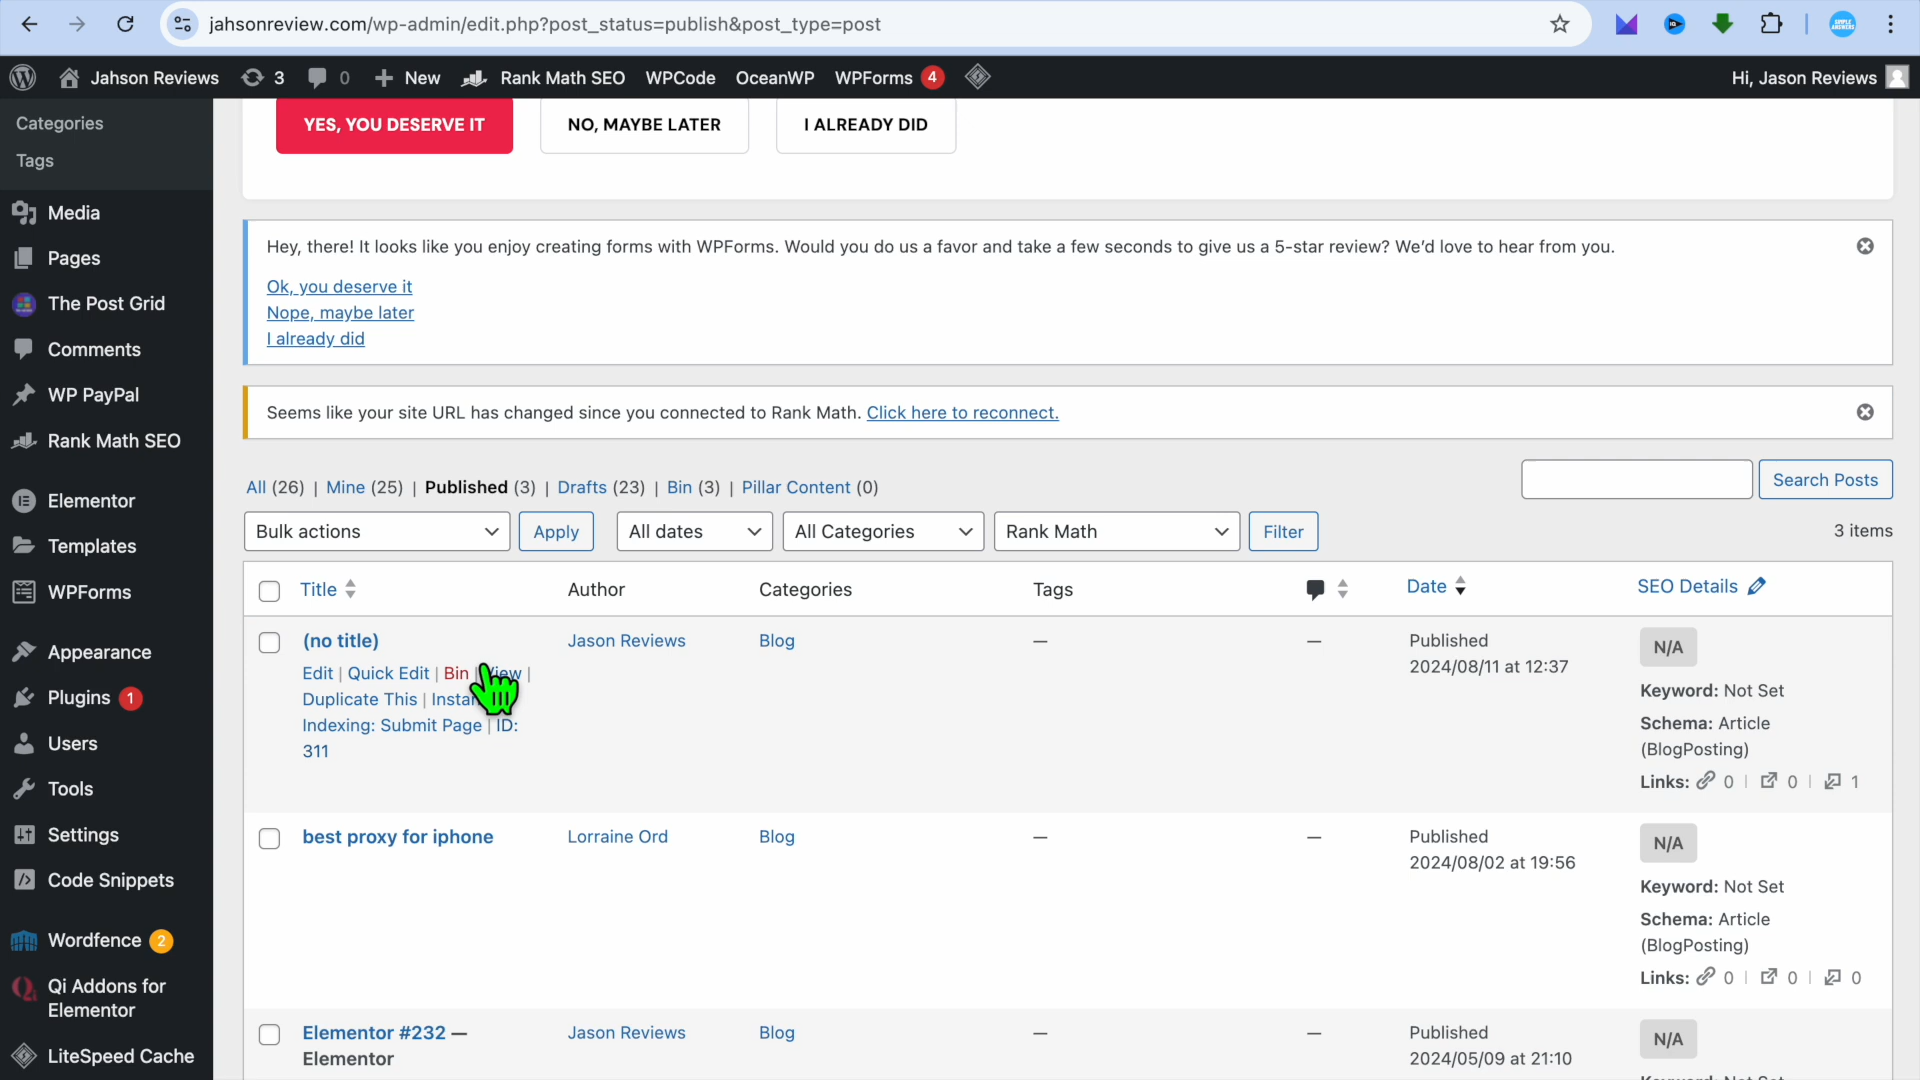 jahsonreview.com/wp-admin/edit.php?post_status=publish&post_type=post
Jahson Reviews 3 0 New Rank Math SEO WPCode OceanWP WPForms 4 Hi, Jason Reviews
Categories
Tags
Media
Pages
The Post Grid
Comments
WP PayPal
Rank Math SEO
Elementor
Templates
WPForms
Appearance
Plugins 1
Users
Tools
Settings
Code Snippets
Wordfence 2
Qi Addons for
Elementor
LiteSpeed Cache
YES, YOU DESERVE IT NO, MAYBE LATER I ALREADY DID
Hey, there! It looks like you enjoy creating forms with WPForms. Would you do us a favor and take a few seconds to give us a 5-star review? We'd love to hear from you.
Ok, you deserve it
Nope, maybe later
I already did
Seems like your site URL has changed since you connected to Rank Math. Click here to reconnect.
All (26) | Mine (25) | Published (3) | Drafts (23) | Bin (3) | Pillar Content (0)
Search Posts
Bulk actions Apply All dates All Categories Rank Math Filter 3 items
Title Author Categories Tags Date SEO Details
(no title) Jason Reviews Blog — — Published
2024/08/11 at 12:37
Edit | Quick Edit | Bin | View |
Duplicate This |
Indexing: Submit Page | ID:
311
N/A
Keyword: Not Set
Schema: Article
(BlogPosting)
Links: 0 | 0 | 1
best proxy for iphone Lorraine Ord Blog — — Published
2024/08/02 at 19:56
N/A
Keyword: Not Set
Schema: Article
(BlogPosting)
Links: 0 | 0 | 0
Elementor #232 — Jason Reviews Blog — — Published
Elementor 2024/05/09 at 21:10
N/A